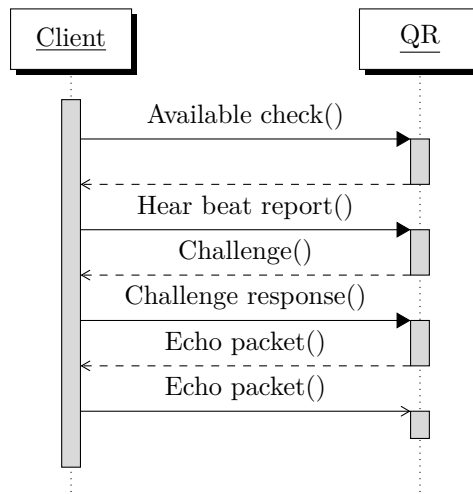 Client
QR
Available check()
Hear beat report()
Challenge()
Challenge response()
Echo packet()
Echo packet()